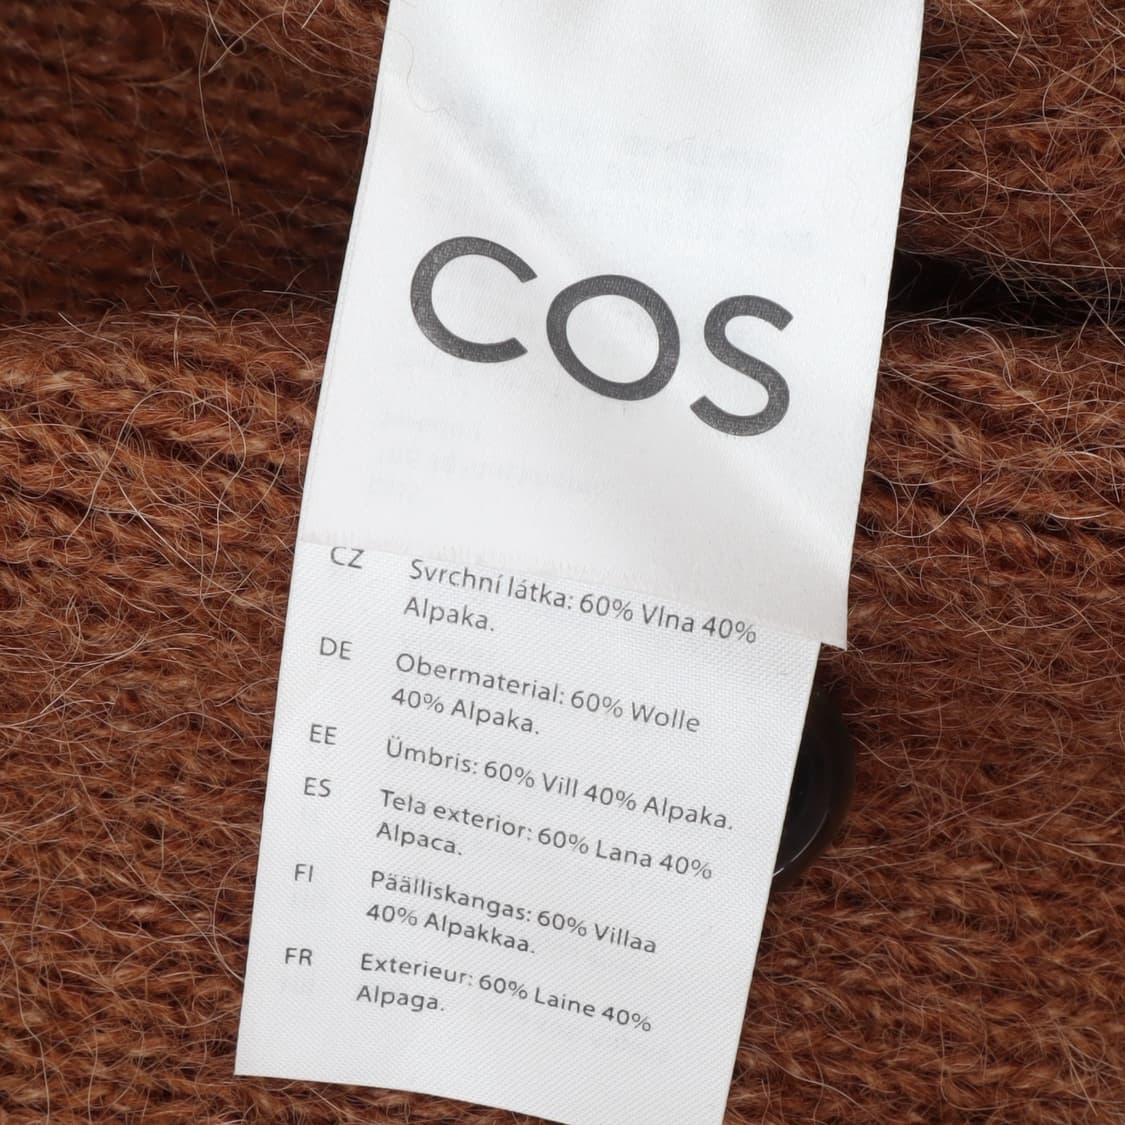 COS
CZ Svrchní látka: 60% Vlna 40%
Alpaka.
DE Obermaterial: 60% Wolle
40% Alpaka.
EE Ümbris: 60% Vill 40% Alpaka.
ES Tela exterior: 60% Lana 40%
Alpaca.
FI Päälliskangas: 60% Villaa
40% Alpakkaa.
FR Exterieur: 60% Laine 40%
Alpaga.